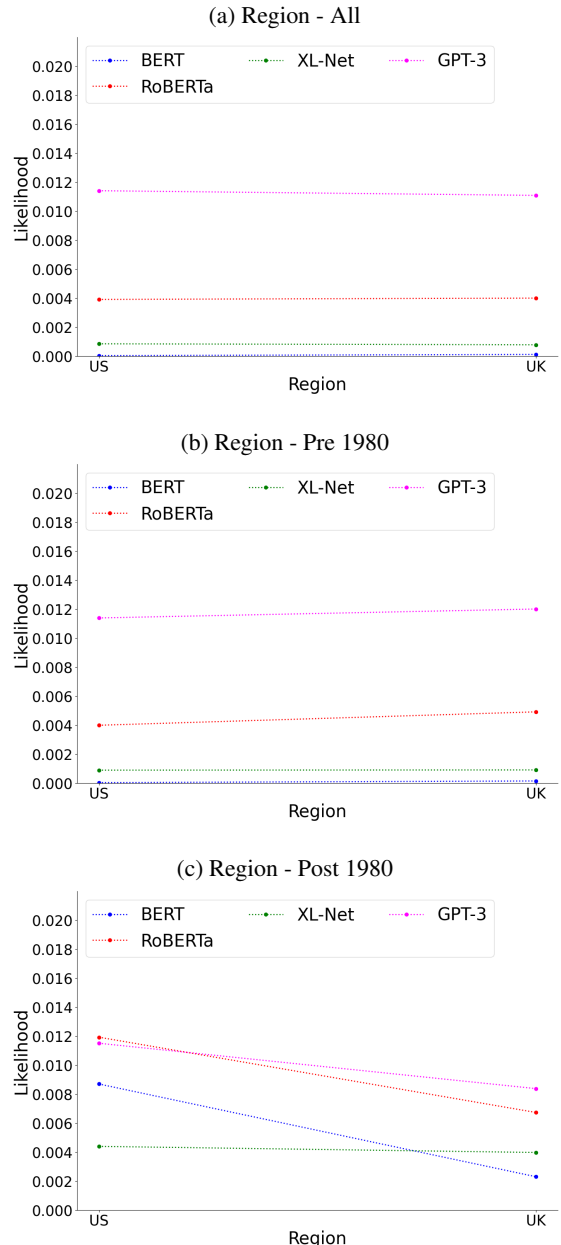 (a) Region - All
BERT XL-Net GPT-3
RoBERTa
0.020
0.018
0.016
0.014
0.012
0.010
0.008
0.006
0.004
0.002
0.000
Likelihood
US UK
Region
(b) Region - Pre 1980
BERT XL-Net GPT-3
RoBERTa
0.020
0.018
0.016
0.014
0.012
0.010
0.008
0.006
0.004
0.002
0.000
Likelihood
US UK
Region
(c) Region - Post 1980
BERT XL-Net GPT-3
RoBERTa
0.020
0.018
0.016
0.014
0.012
0.010
0.008
0.006
0.004
0.002
0.000
Likelihood
US UK
Region